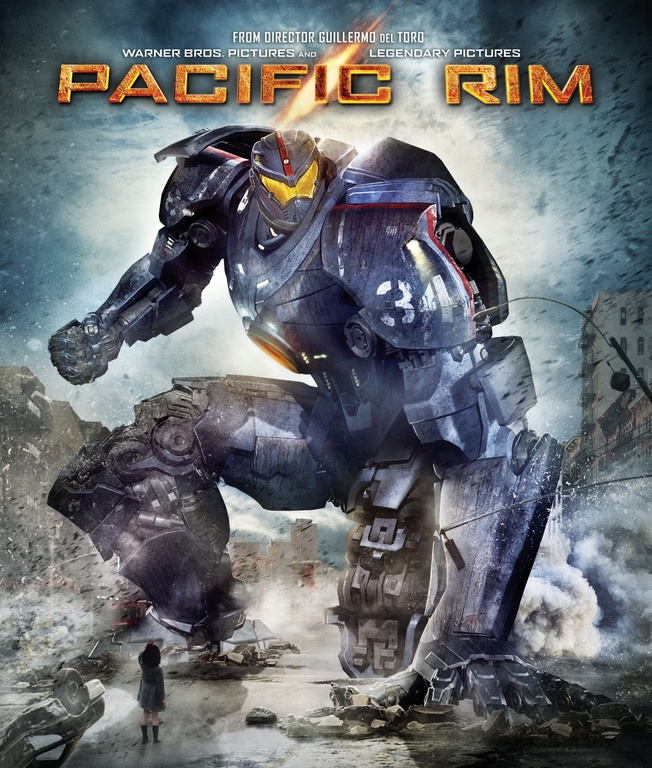 FROM DIRECTOR GUILLERMO DEL TORO
WARNER BROS. PICTURES AND LEGENDARY PICTURES
PACIFIC RIM
34